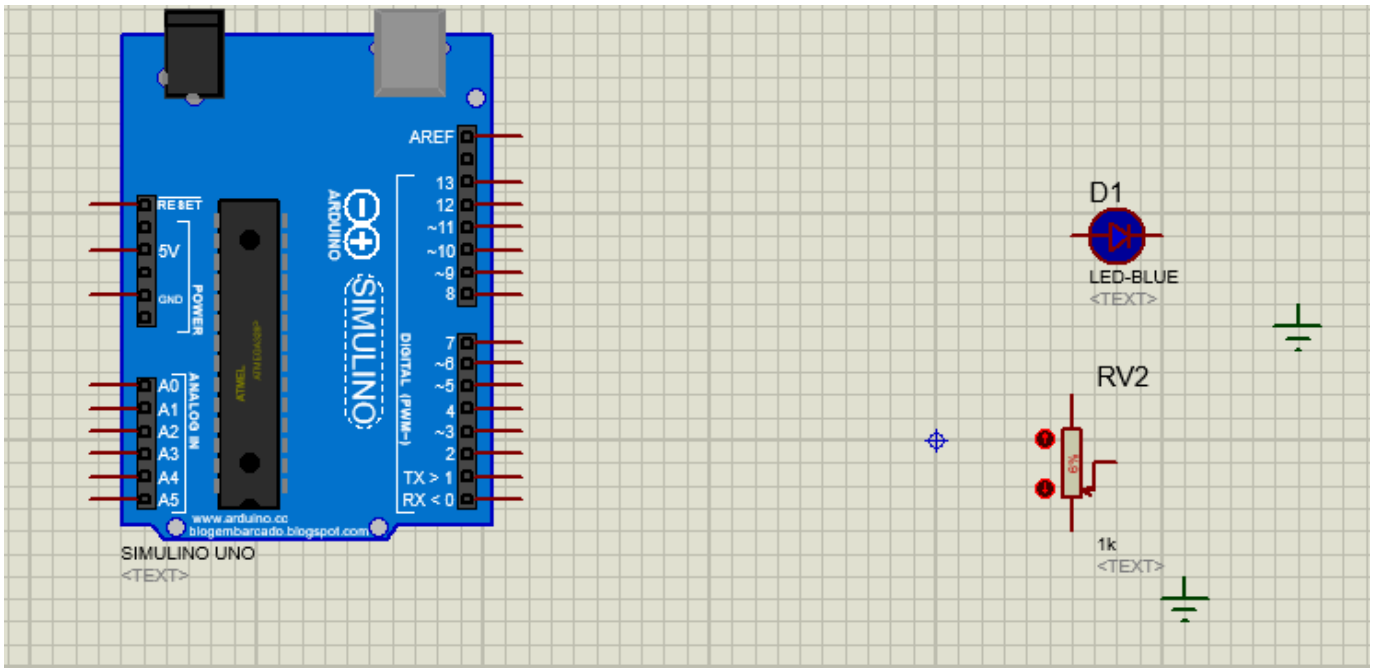 AREF
13
12
~11
~10
~9
8
7
~6
~5
4
~3
2
TX > 1
RX < 0
RESET
5V
GND
POWER
A0
A1
A2
A3
A4
A5
ANALOG IN
ARDUINO
SIMULINO
DIGITAL (PWM~)
ATMEL
www.arduino.cc
blogembarcado.blogspot.com
SIMULINO UNO
<TEXT>
D1
LED-BLUE
<TEXT>
RV2
1k
<TEXT>